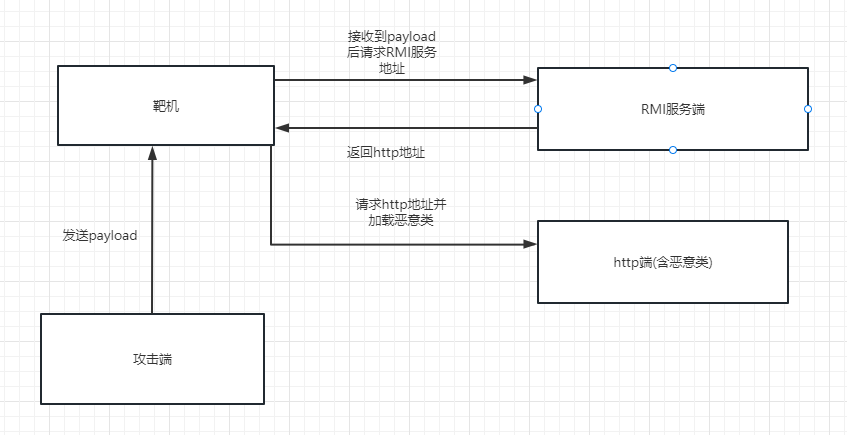 接收到payload
后请求RMI服务
地址
靶机
RMI服务端
返回http地址
请求http地址并
加载恶意类
发送payload
http端(含恶意类)
攻击端